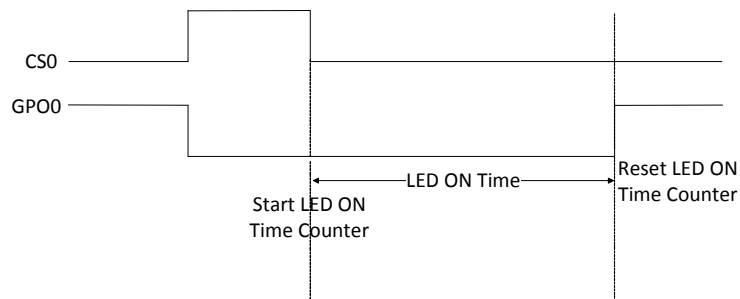 CS0
GPO0
LED ON Time
Start LED ON
Time Counter
Reset LED ON
Time Counter